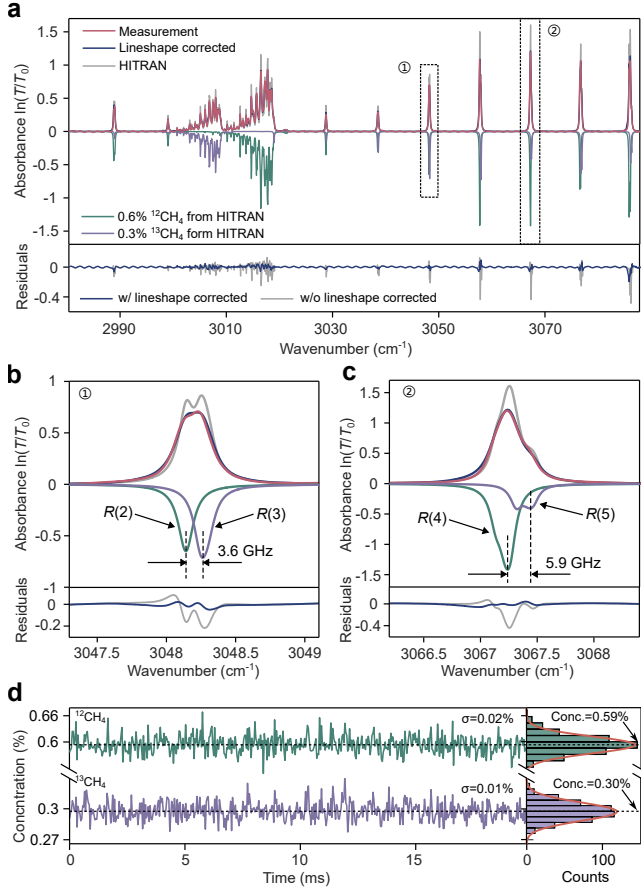 a
Measurement
Lineshape corrected
HITRAN
①
②
Absorbance ln(T/T₀)
1.5
1
0.5
0
-0.5
-1
-1.5
0.6% ¹²CH₄ from HITRAN
0.3% ¹³CH₄ form HITRAN
Residuals
0
-0.4
w/ lineshape corrected
w/o lineshape corrected
2990
3010
3030
3050
3070
Wavenumber (cm⁻¹)
b
①
Absorbance ln(T/T₀)
1
0.5
0
-0.5
-1
R(2)
R(3)
3.6 GHz
Residuals
0
-0.2
3047.5
3048
3048.5
3049
Wavenumber (cm⁻¹)
c
②
Absorbance ln(T/T₀)
1.5
1
0.5
0
-0.5
-1
-1.5
R(4)
R(5)
5.9 GHz
Residuals
0
-0.4
3066.5
3067
3067.5
3068
Wavenumber (cm⁻¹)
d
Concontration (%)
0.66
0.6
0.3
0.27
¹²CH₄
σ=0.02%
Conc.=0.59%
¹³CH₄
σ=0.01%
Conc.=0.30%
0
5
10
15
0
100
Time (ms)
Counts